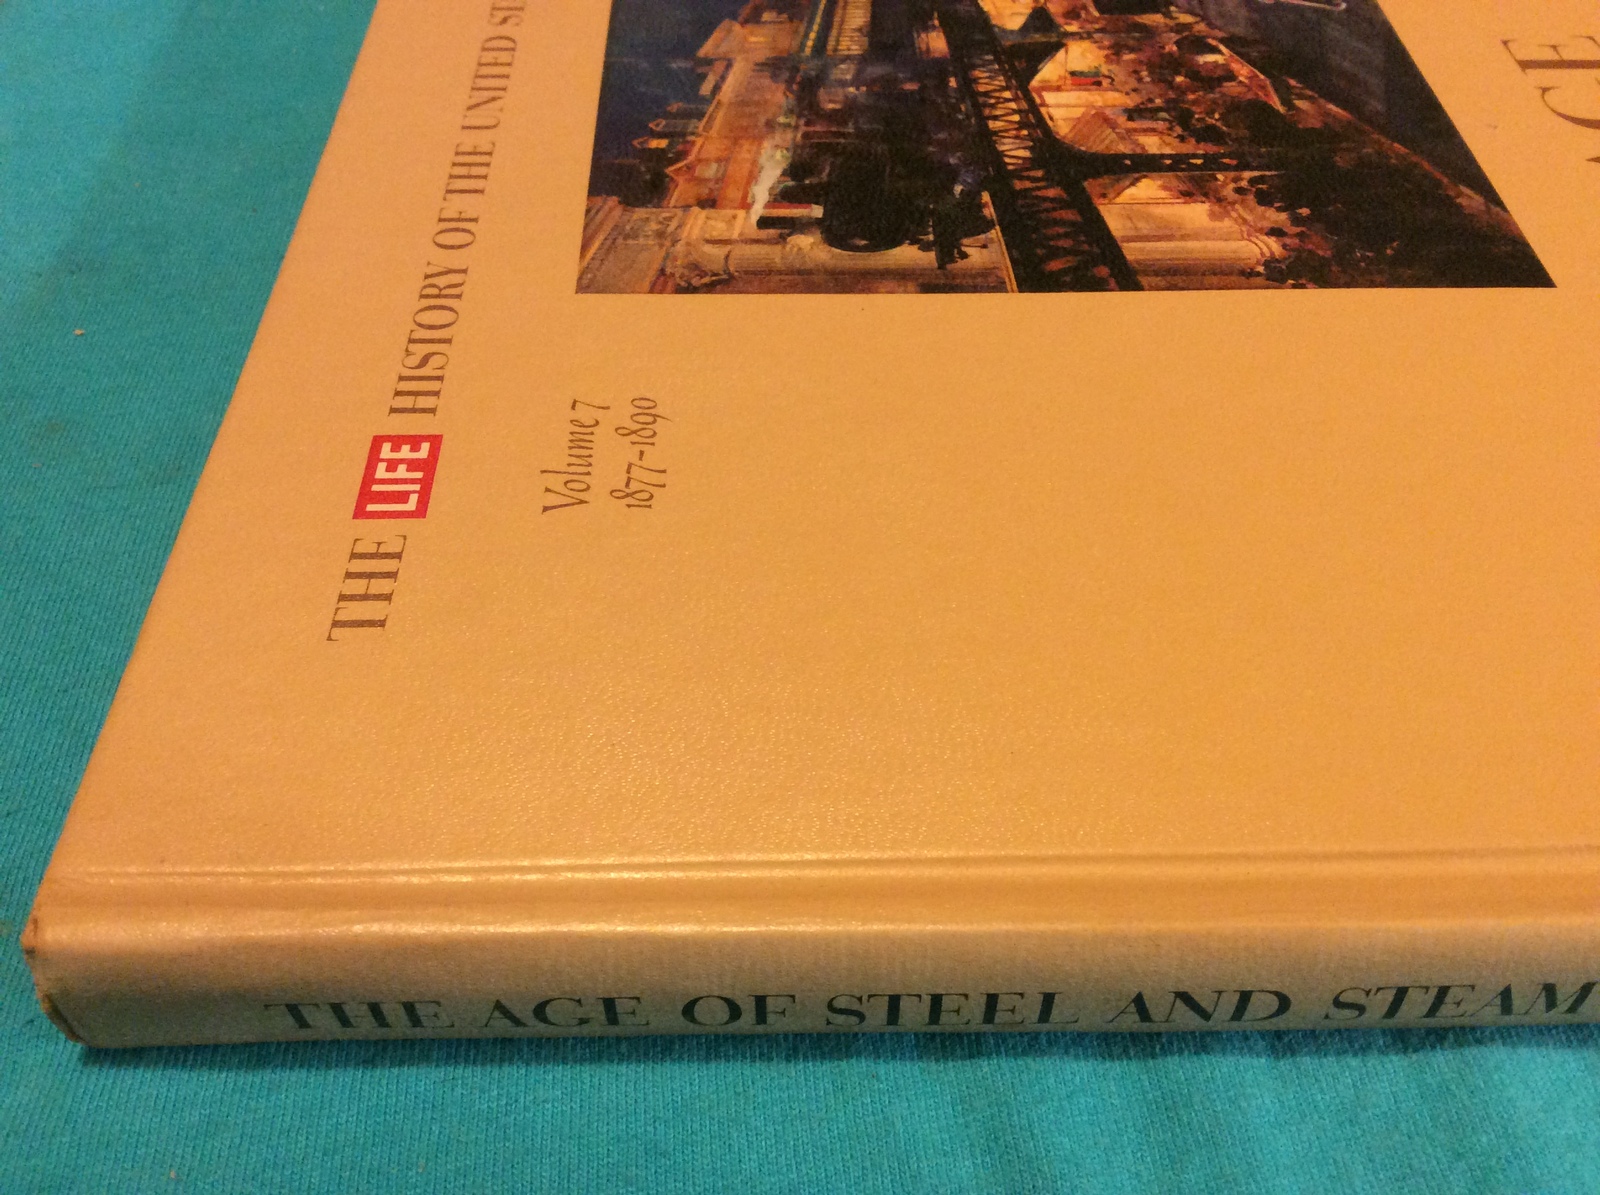 THE LIFE HISTORY OF THE UNITED
Volume 7
1877-1890
THE AGE OF STEEL AND STEAM